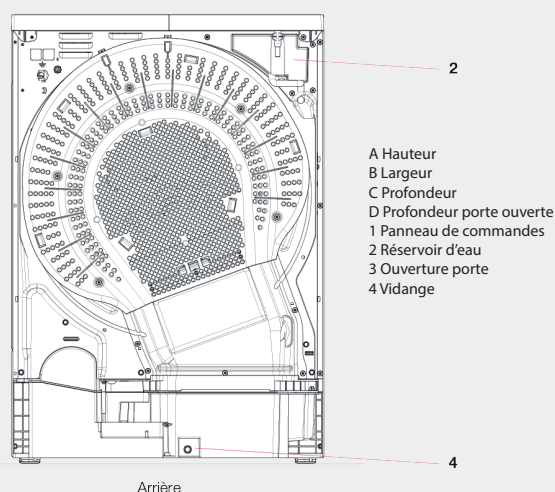 2
A Hauteur
B Largeur
C Profondeur
D Profondeur porte ouverte
1 Panneau de commandes
2 Réservoir d'eau
3 Ouverture porte
4 Vidange
4
Arrière